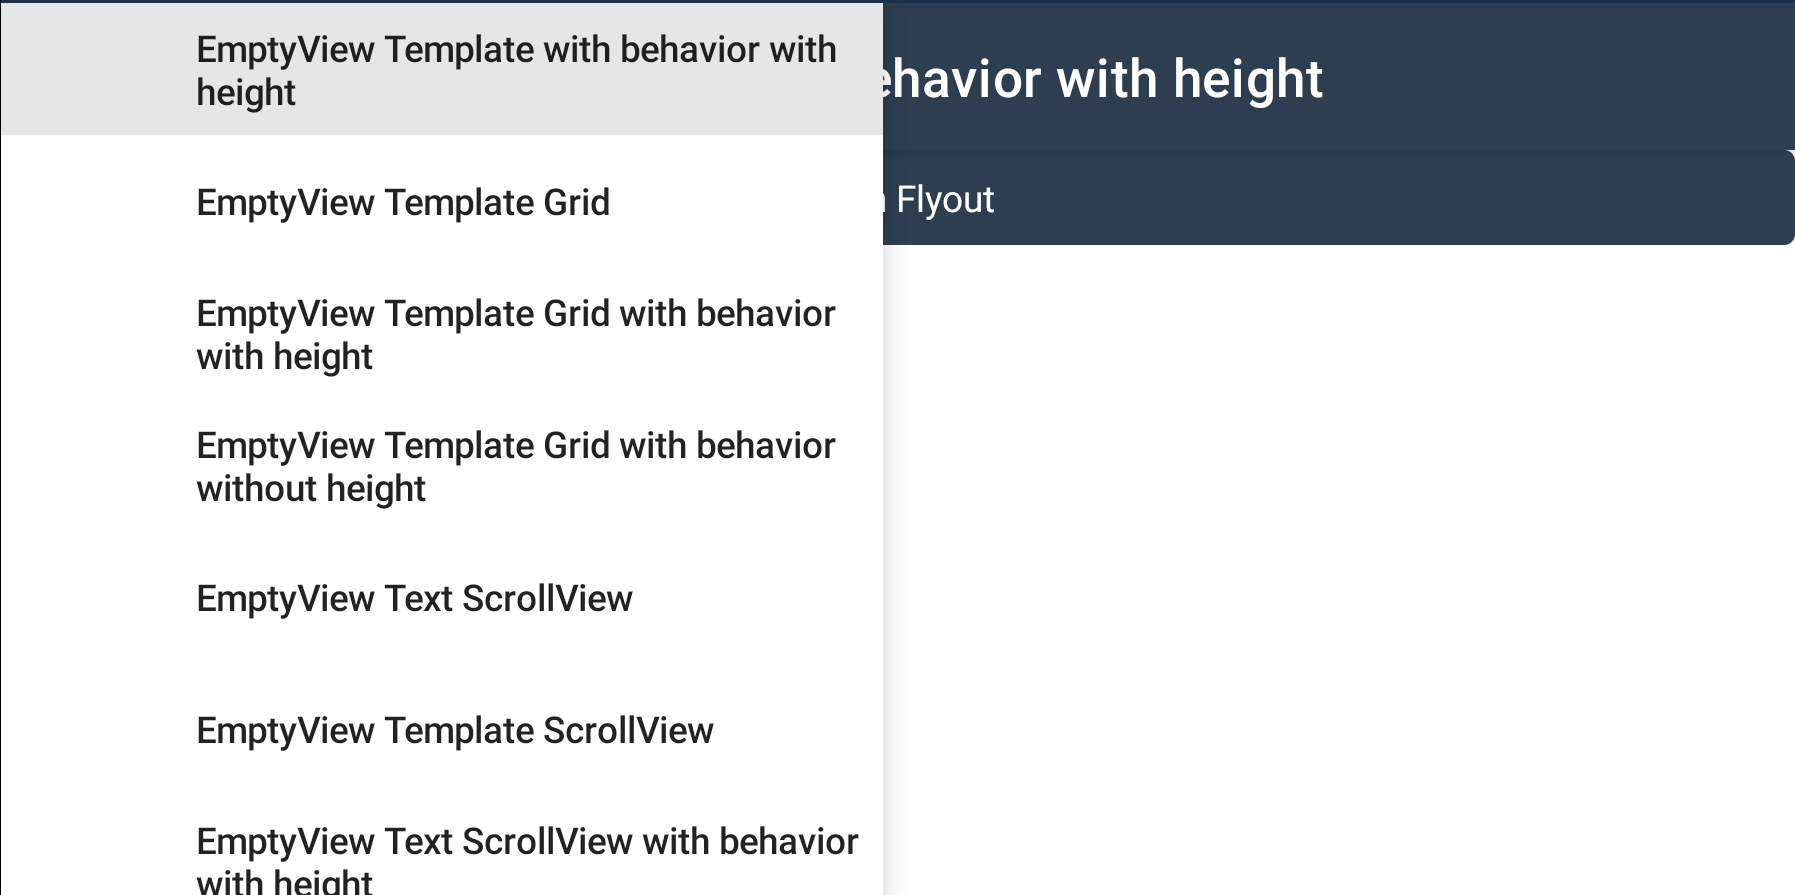 EmptyView Template with behavior with
height
EmptyView Template Grid
EmptyView Template Grid with behavior
with height
EmptyView Template Grid with behavior
without height
EmptyView Text ScrollView
EmptyView Template ScrollView
EmptyView Text ScrollView with behavior
with height
ehavior with height
Flyout